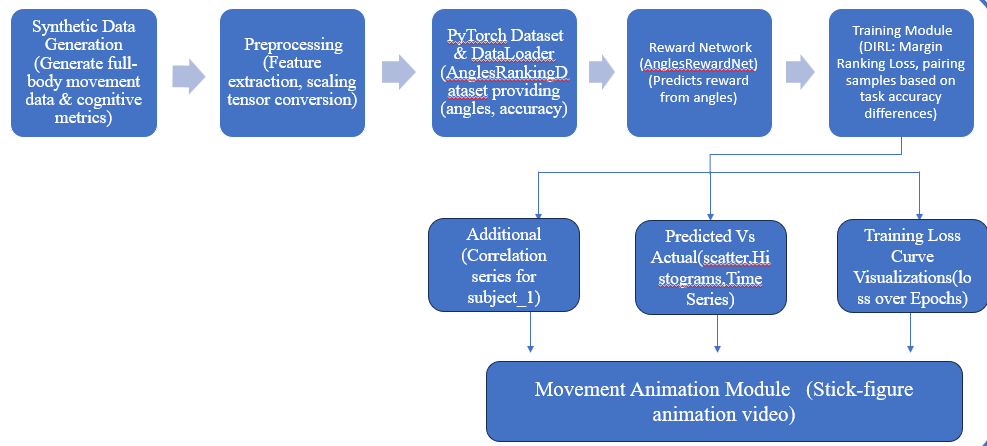 Synthetic Data
Generation
(Generate full-
body movement
data & cognitive
metrics)
Preprocessing
(Feature
extraction, scaling
tensor conversion)
PyTorch Dataset
& DataLoader
(AnglesRankingD
ataset providing
(angles, accuracy)
Reward Network
(AnglesRewardNet)
(Predicts reward
from angles)
Training Module
(DIRL: Margin
Ranking Loss, pairing
samples based on
task accuracy
differences)
Additional
(Correlation
series for
subject_1)
Predicted Vs
Actual(scatter,Hi
stograms,Time
Series)
Training Loss
Curve
Visualizations(lo
ss over Epochs)
Movement Animation Module (Stick-figure
animation video)